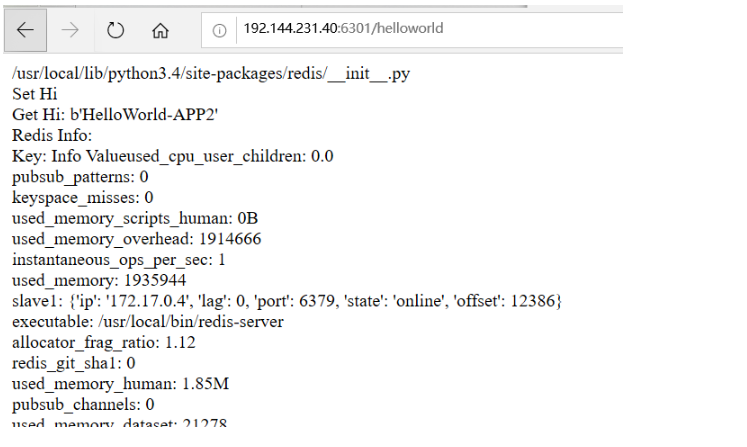 192.144.231.40:6301/helloworld
/usr/local/lib/python3.4/site-packages/redis/__init__.py
Set Hi
Get Hi: b'HelloWorld-APP2'
Redis Info:
Key: Info Valueused_cpu_user_children: 0.0
pubsub_patterns: 0
keyspace_misses: 0
used_memory_scripts_human: 0B
used_memory_overhead: 1914666
instantaneous_ops_per_sec: 1
used_memory: 1935944
slave1: {'ip': '172.17.0.4', 'lag': 0, 'port': 6379, 'state': 'online', 'offset': 12386}
executable: /usr/local/bin/redis-server
allocator_frag_ratio: 1.12
redis_git_sha1: 0
used_memory_human: 1.85M
pubsub_channels: 0
used_memory_dataset: 21278